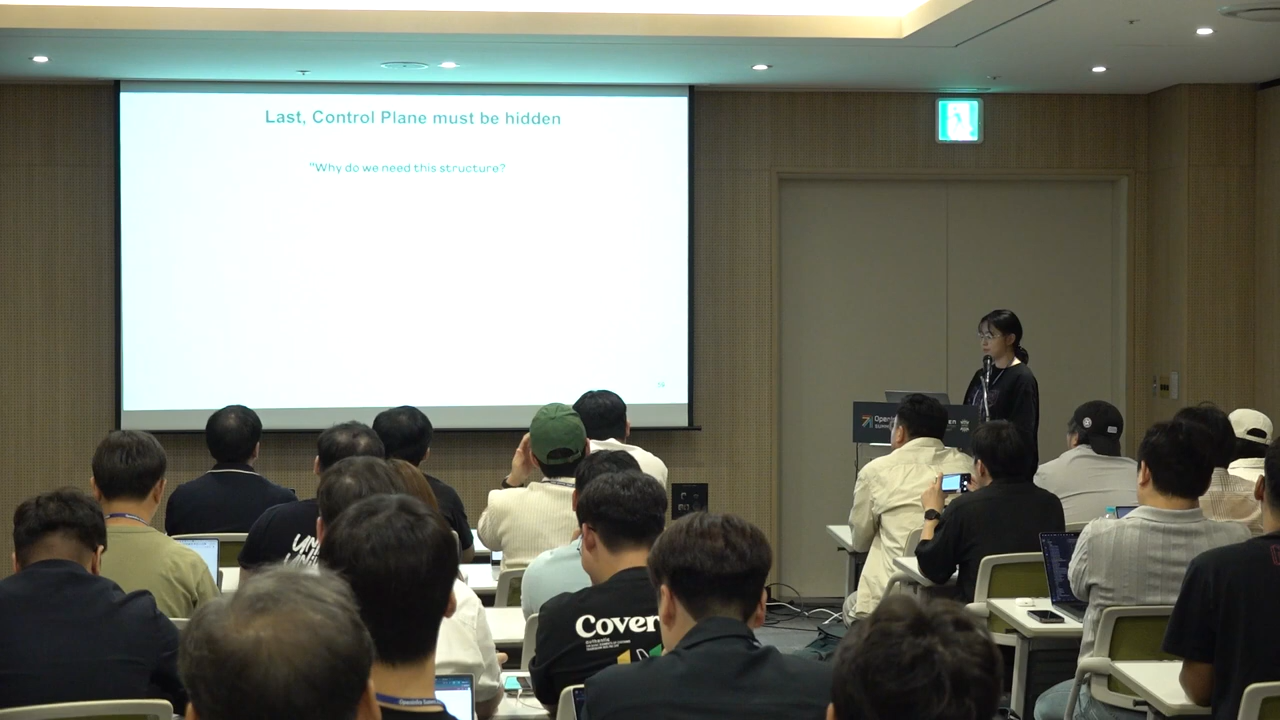 Last, Control Plane must be hidden
"Why do we need this structure?
Cover